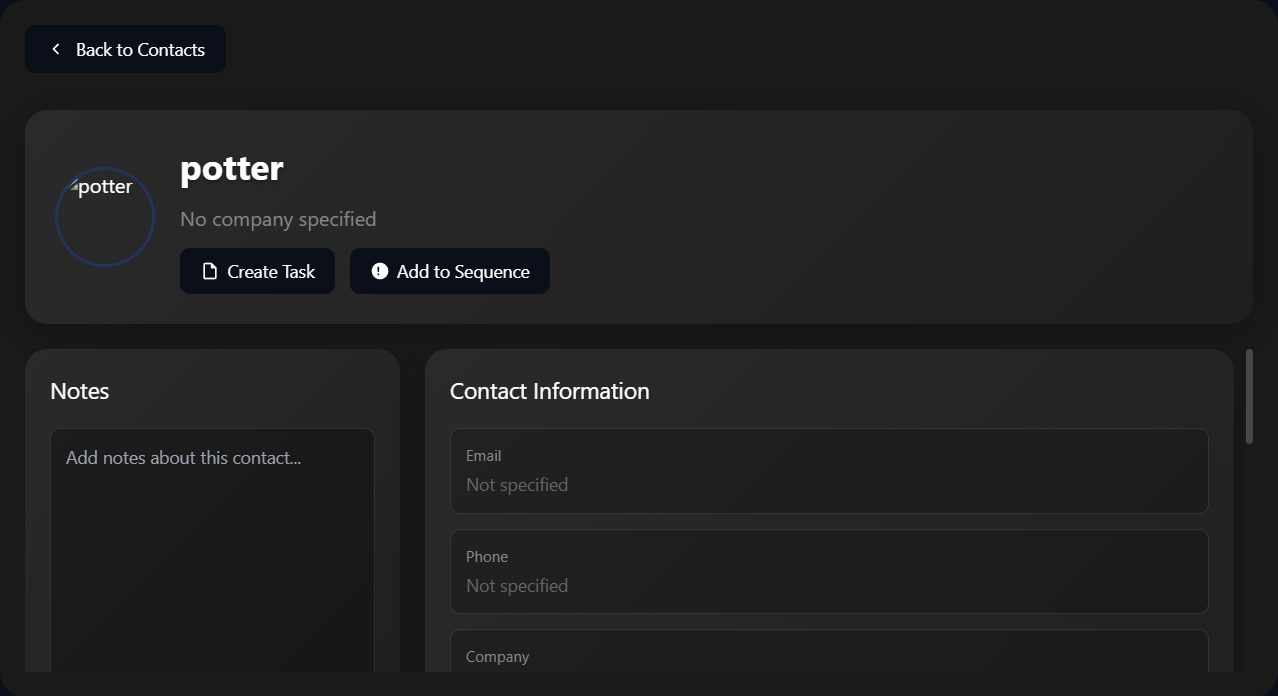 Back to Contacts
potter
potter
No company specified
Create Task
Add to Sequence
Notes
Add notes about this contact...
Contact Information
Email
Not specified
Phone
Not specified
Company